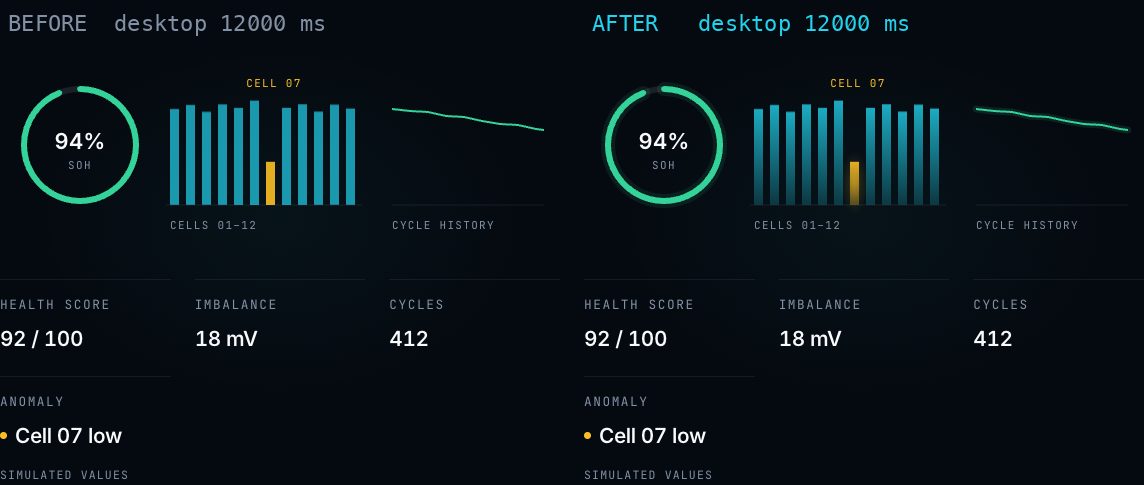 BEFORE desktop 12000 ms
CELL 07
94%
SOH
CELLS 01–12
CYCLE HISTORY
HEALTH SCORE
92 / 100
IMBALANCE
18 mV
CYCLES
412
ANOMALY
Cell 07 low
SIMULATED VALUES
AFTER desktop 12000 ms
CELL 07
94%
SOH
CELLS 01–12
CYCLE HISTORY
HEALTH SCORE
92 / 100
IMBALANCE
18 mV
CYCLES
412
ANOMALY
Cell 07 low
SIMULATED VALUES